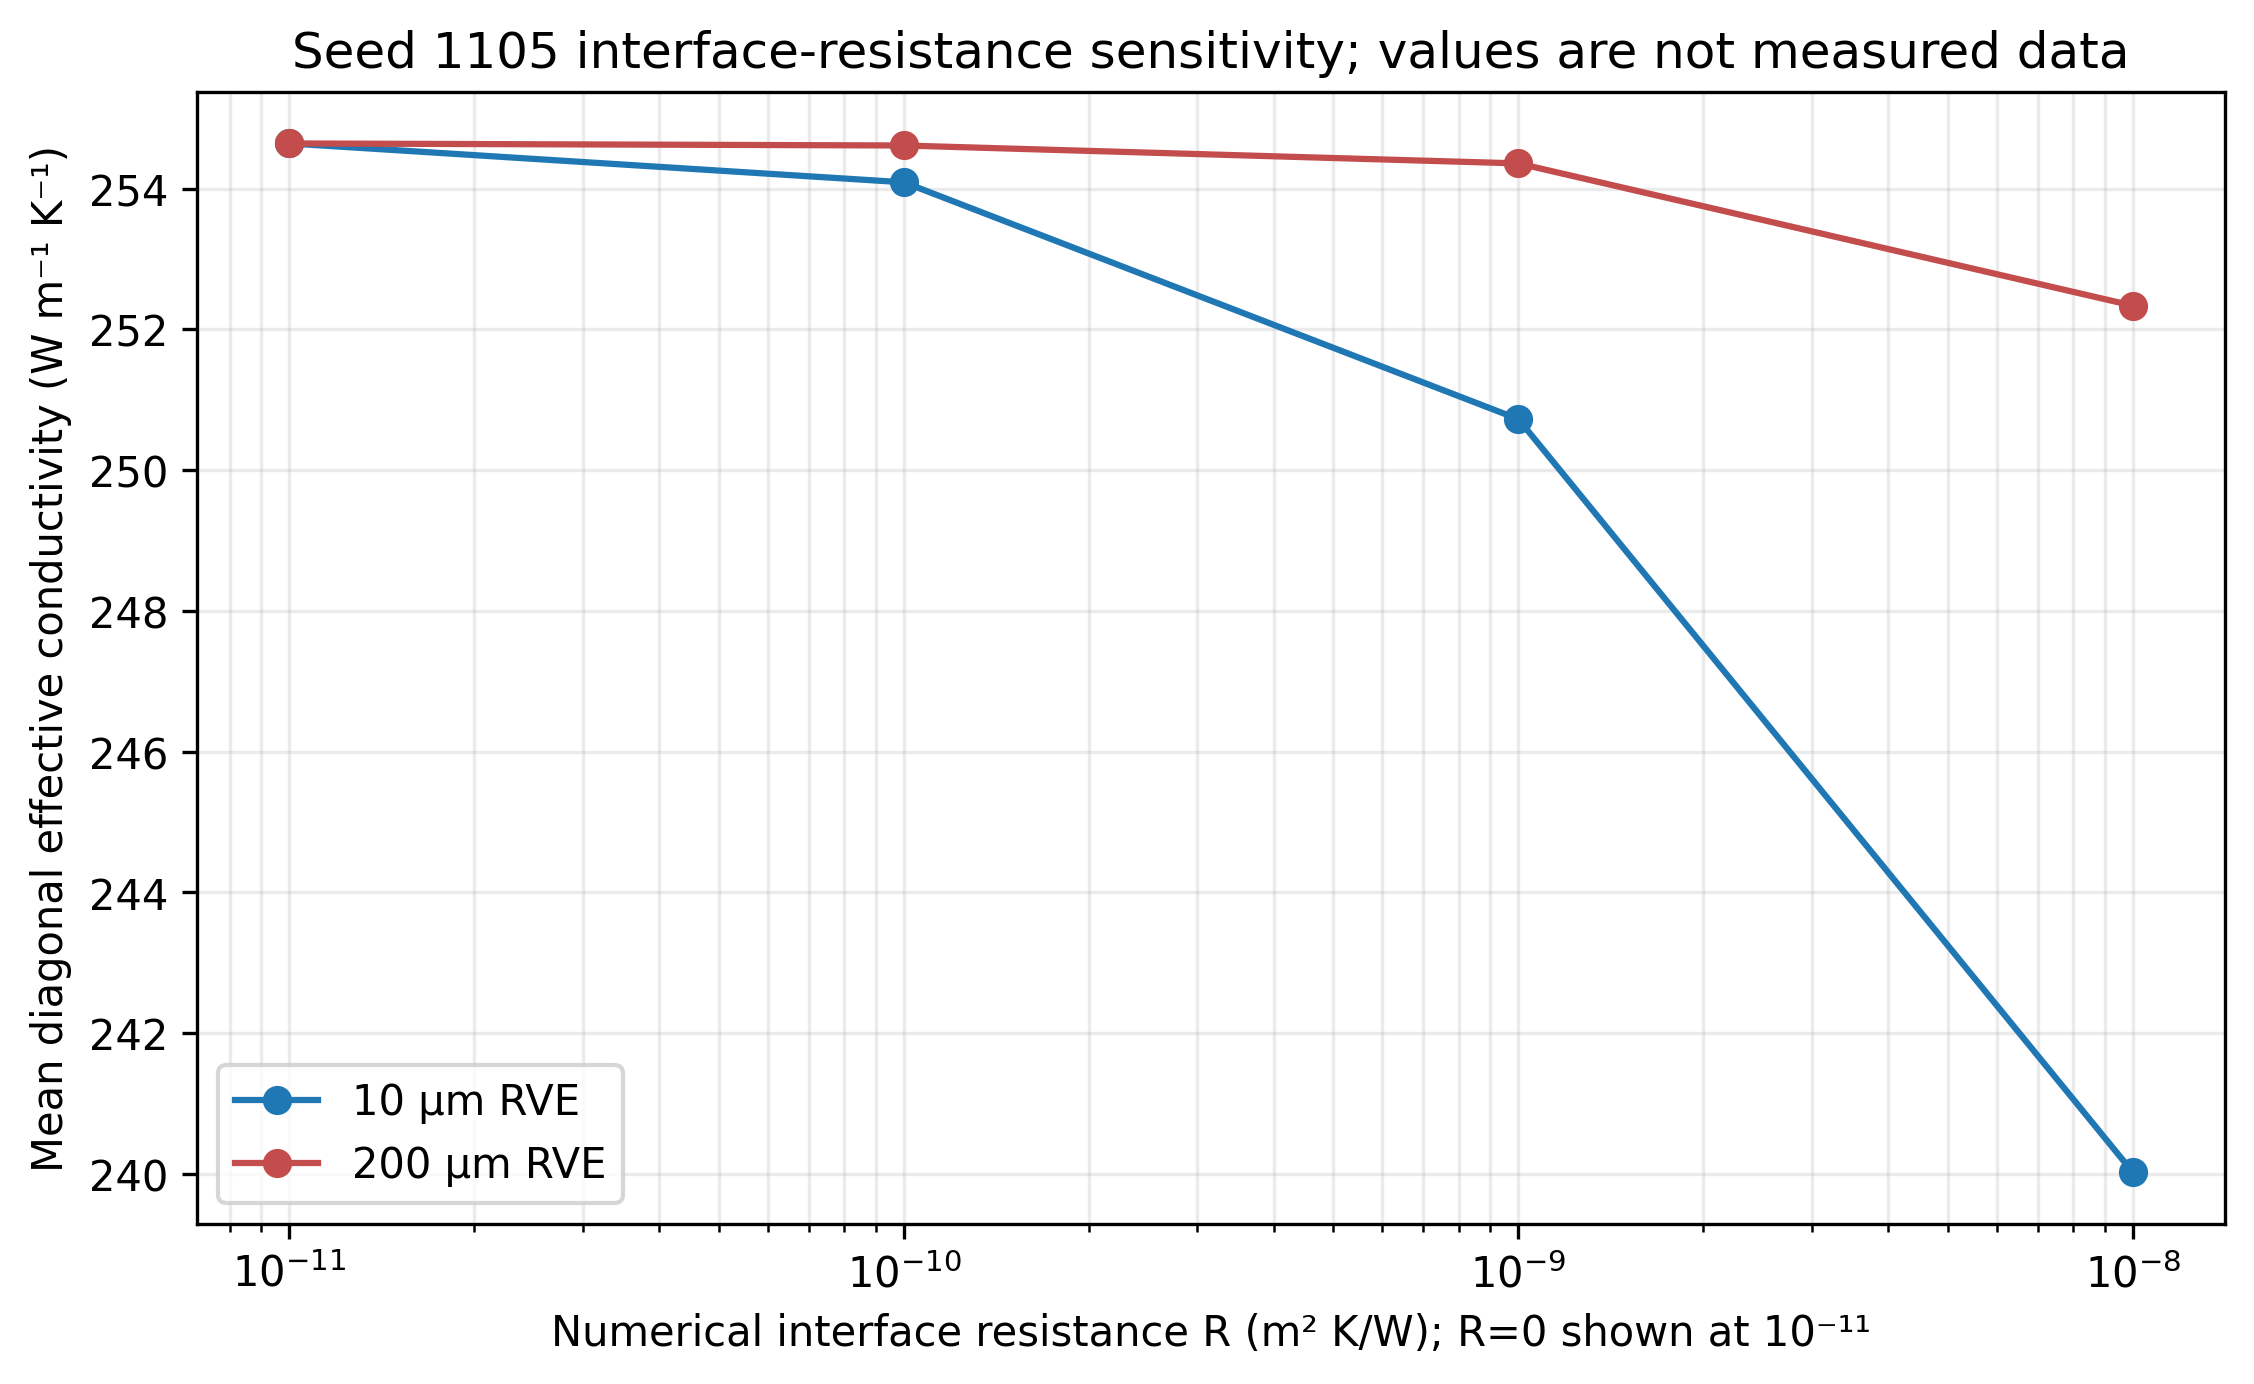 Seed 1105 interface-resistance sensitivity; values are not measured data
Mean diagonal effective conductivity (W m⁻¹ K⁻¹)
254
252
250
248
246
244
242
240
10 µm RVE
200 µm RVE
10⁻¹¹ 10⁻¹⁰ 10⁻⁹ 10⁻⁸
Numerical interface resistance R (m² K/W); R=0 shown at 10⁻¹¹